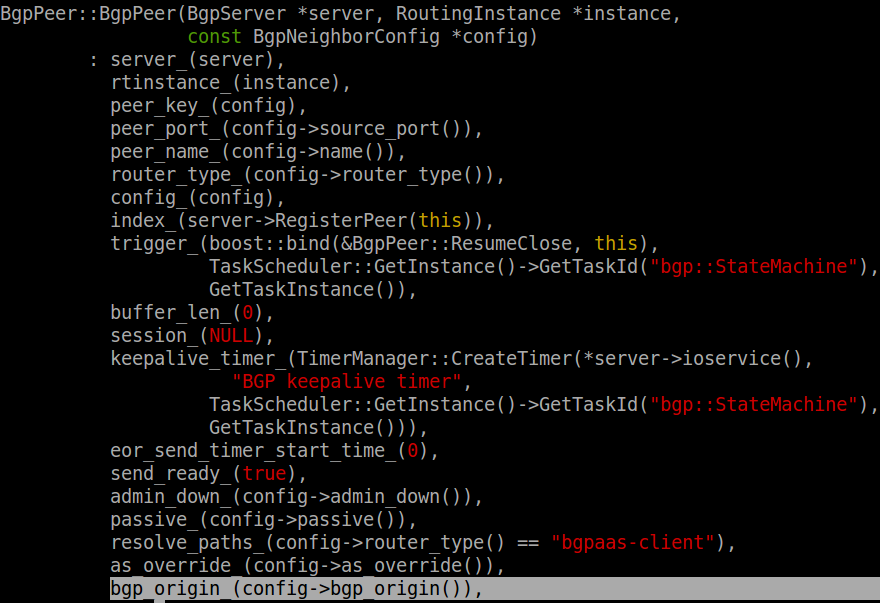 BgpPeer::BgpPeer(BgpServer *server, RoutingInstance *instance,
const BgpNeighborConfig *config)
: server_(server),
rtinstance_(instance),
peer_key_(config),
peer_port_(config->source_port()),
peer_name_(config->name()),
router_type_(config->router_type()),
config_(config),
index_(server->RegisterPeer(this)),
trigger_(boost::bind(&BgpPeer::ResumeClose, this),
TaskScheduler::GetInstance()->GetTaskId("bgp::StateMachine"),
GetTaskInstance()),
buffer_len_(0),
session_(NULL),
keepalive_timer_(TimerManager::CreateTimer(*server->ioservice(),
"BGP keepalive timer",
TaskScheduler::GetInstance()->GetTaskId("bgp::StateMachine"),
GetTaskInstance())),
eor_send_timer_start_time_(0),
send_ready_(true),
admin_down_(config->admin_down()),
passive_(config->passive()),
resolve_paths_(config->router_type() == "bgpaas-client"),
as_override_(config->as_override()),
bgp_origin_(config->bgp_origin()),